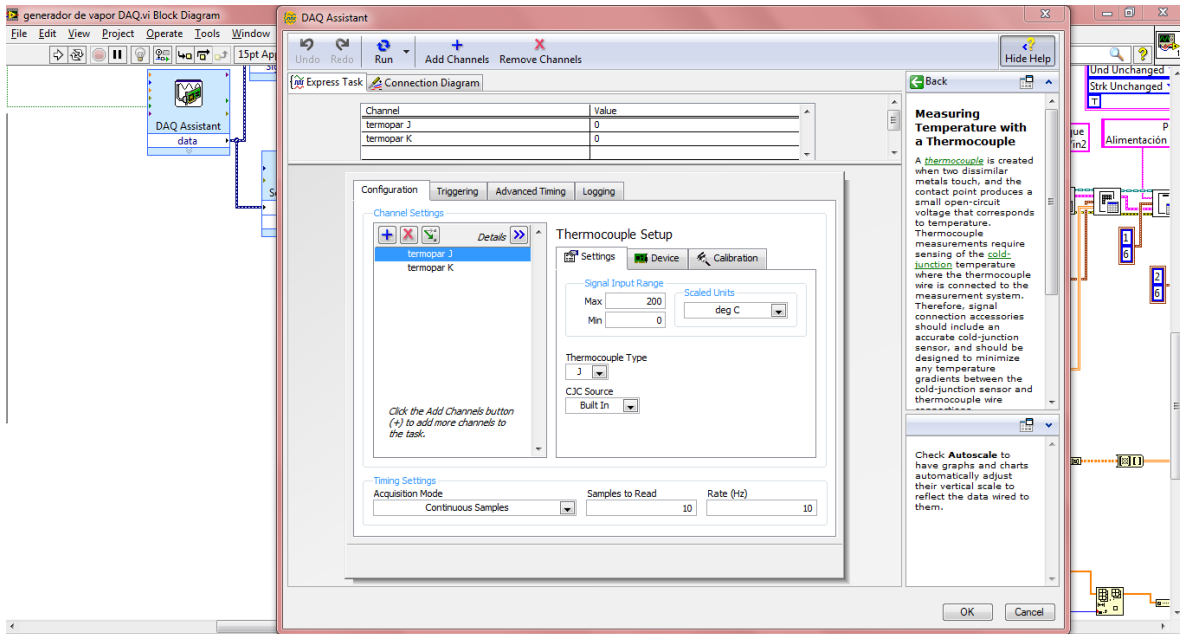 generador de vapor DAQ.vi Block Diagram
File Edit View Project Operate Tools Window
15pt Ap
DAQ Assistant
data
DAQ Assistant
Undo Redo Run Add Channels Remove Channels Hide Help
Express Task Connection Diagram
Channel Value
termopar J 0
termopar K 0
Configuration Triggering Advanced Timing Logging
Channel Settings
Details
termopar J
termopar K
Click the Add Channels button
(+) to add more channels to
the task.
Thermocouple Setup
Settings Device Calibration
Signal Input Range
Max 200
Min 0
Scaled Units
deg C
Thermocouple Type
J
CJC Source
Built In
Timing Settings
Acquisition Mode Samples to Read Rate (Hz)
Continuous Samples 10 10
OK Cancel
Back
Measuring
Temperature with
a Thermocouple
A thermocouple is created
when two dissimilar
metals touch, and the
contact point produces a
small open-circuit
voltage that corresponds
to temperature.
Thermocouple
measurements require
sensing of the cold-
junction temperature
where the thermocouple
wire is connected to the
measurement system.
Therefore, signal
connection accessories
should include an
accurate cold-junction
sensor, and should be
designed to minimize
any temperature
gradients between the
cold-junction sensor and
thermocouple wire
Check Autoscale to
have graphs and charts
automatically adjust
their vertical scale to
reflect the data wired to
them.
Und Unchanged
Strk Unchanged
T
que
in2
P
Alimentación
1
6
2
6